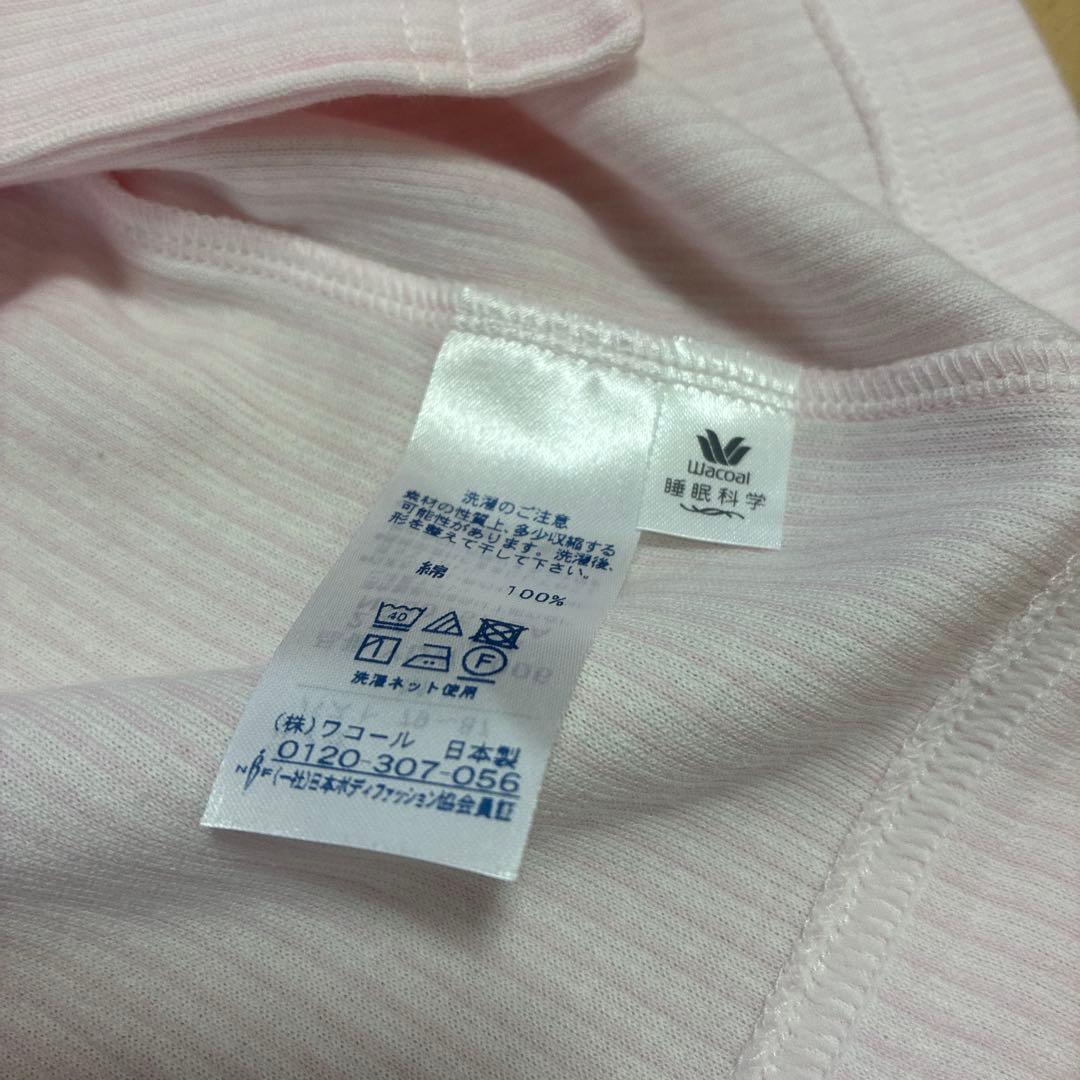 洗濯のご注意
素材の性質上、多少収縮する
可能性があります。洗濯後、
形を整えて干して下さい。
綿 100%
40
F
洗濯ネット使用
(株)ワコール 日本製
0120-307-056
NBF (一社)日本ボディファッション協会会員証
Wacoal
睡眠科学